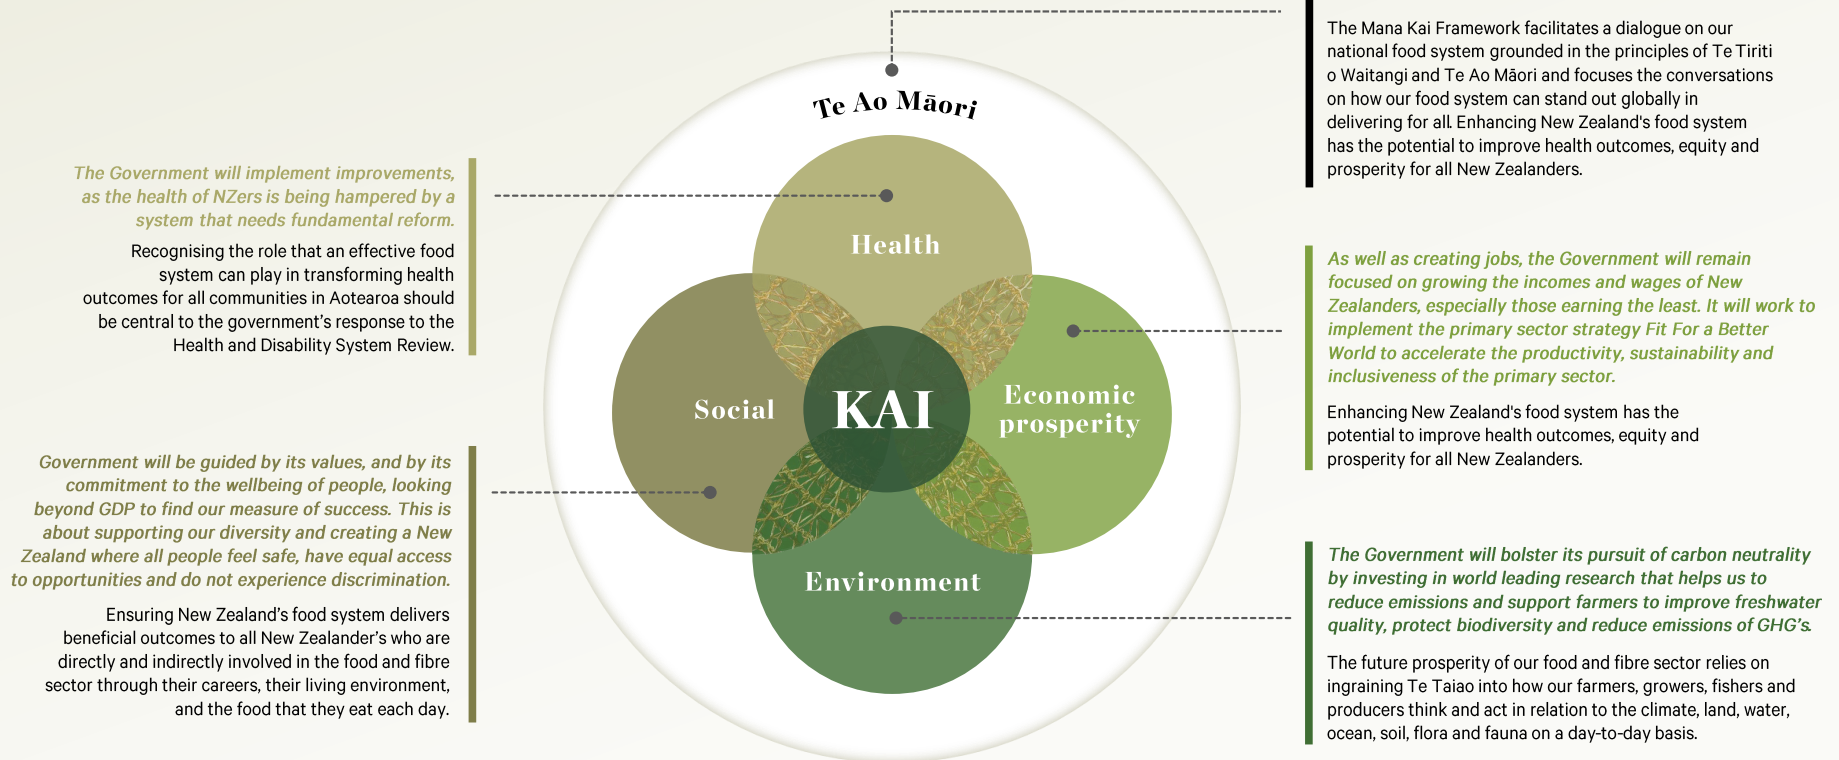 The Mana Kai Framework facilitates a dialogue on our
national food system grounded in the principles of Te Tiriti
o Waitangi and Te Ao Māori and focuses the conversations
on how our food system can stand out globally in
delivering for all. Enhancing New Zealand's food system
has the potential to improve health outcomes, equity and
prosperity for all New Zealanders.
Te Ao Māori
The Government will implement improvements,
as the health of NZers is being hampered by a
system that needs fundamental reform.
Recognising the role that an effective food
system can play in transforming health
outcomes for all communities in Aotearoa should
be central to the government's response to the
Health and Disability System Review.
Health
As well as creating jobs, the Government will remain
focused on growing the incomes and wages of New
Zealanders, especially those earning the least. It will work to
implement the primary sector strategy Fit For a Better
World to accelerate the productivity, sustainability and
inclusiveness of the primary sector.
Enhancing New Zealand's food system has the
potential to improve health outcomes, equity and
prosperity for all New Zealanders.
Social
KAI
Economic
prosperity
Government will be guided by its values, and by its
commitment to the wellbeing of people, looking
beyond GDP to find our measure of success. This is
about supporting our diversity and creating a New
Zealand where all people feel safe, have equal access
to opportunities and do not experience discrimination.
Ensuring New Zealand's food system delivers
beneficial outcomes to all New Zealander's who are
directly and indirectly involved in the food and fibre
sector through their careers, their living environment,
and the food that they eat each day.
Environment
The Government will bolster its pursuit of carbon neutrality
by investing in world leading research that helps us to
reduce emissions and support farmers to improve freshwater
quality, protect biodiversity and reduce emissions of GHG's.
The future prosperity of our food and fibre sector relies on
ingraining Te Taiao into how our farmers, growers, fishers and
producers think and act in relation to the climate, land, water,
ocean, soil, flora and fauna on a day-to-day basis.